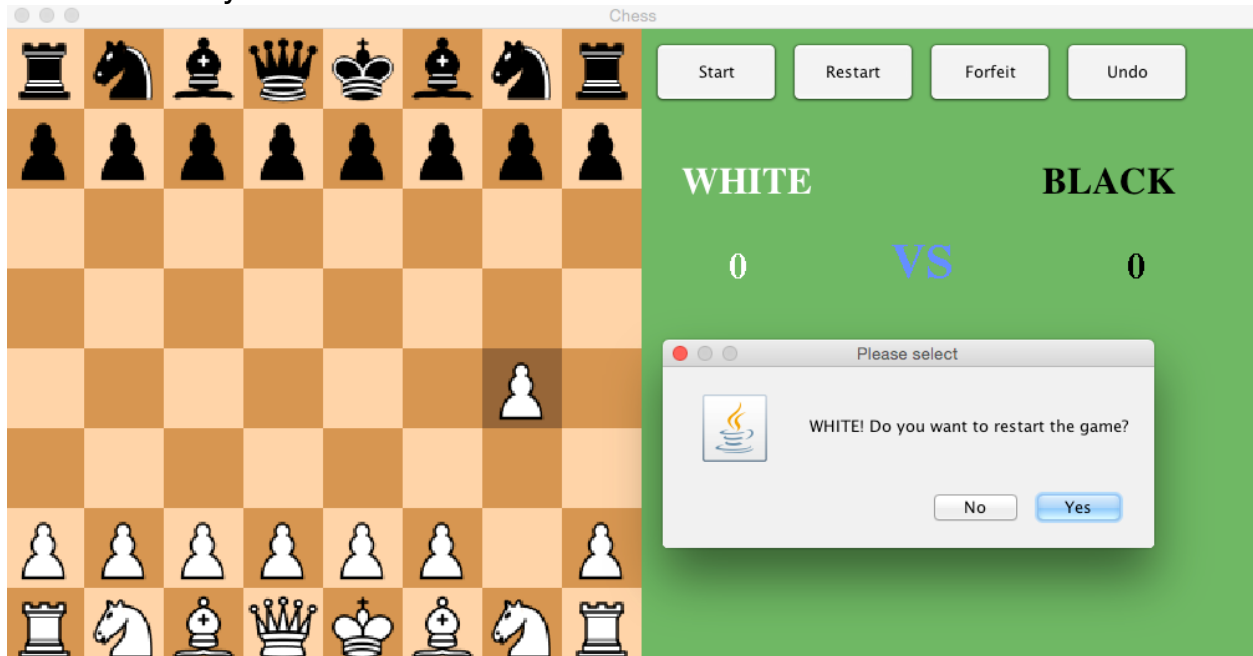 Chess
Start Restart Forfeit Undo
WHITE BLACK
0 VS 0
Please select
WHITE! Do you want to restart the game?
No Yes